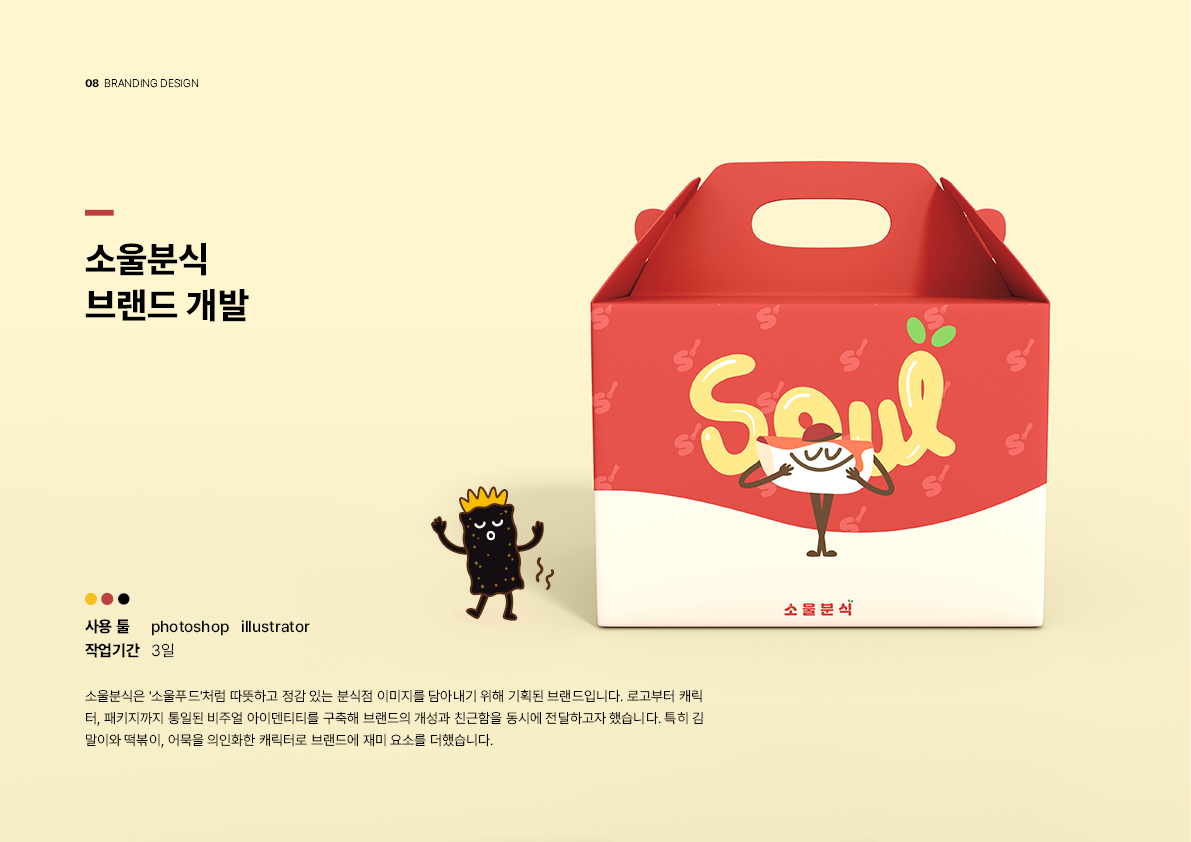 08 BRANDING DESIGN
소울분식
브랜드 개발
Soul
소울분식
사용 툴 photoshop illustrator
작업기간 3일
소울분식은 '소울푸드'처럼 따뜻하고 정감 있는 분식점 이미지를 담아내기 위해 기획된 브랜드입니다. 로고부터 캐릭
터, 패키지까지 통일된 비주얼 아이덴티티를 구축해 브랜드의 개성과 친근함을 동시에 전달하고자 했습니다. 특히 김
말이와 떡볶이, 어묵을 의인화한 캐릭터로 브랜드에 재미 요소를 더했습니다.